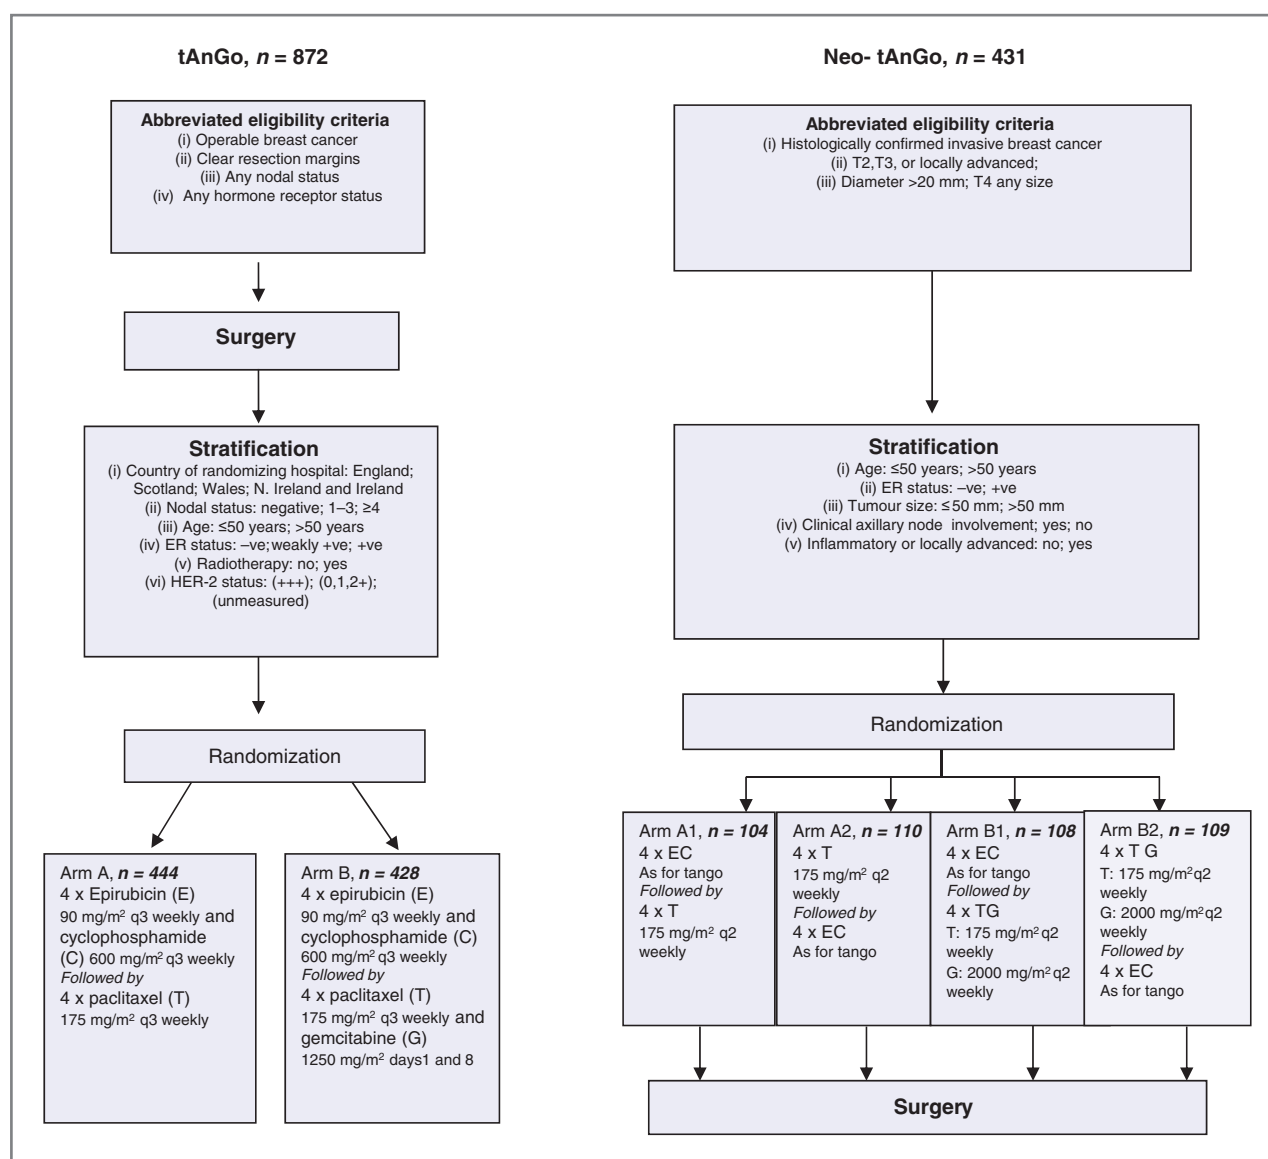 tAnGo, n = 872
Abbreviated eligibility criteria
(i) Operable breast cancer
(ii) Clear resection margins
(iii) Any nodal status
(iv) Any hormone receptor status
Surgery
Stratification
(i) Country of randomizing hospital: England;
Scotland; Wales; N. Ireland and Ireland
(ii) Nodal status: negative; 1–3; ≥4
(iii) Age: ≤50 years; >50 years
(iv) ER status: –ve; weakly +ve; +ve
(v) Radiotherapy: no; yes
(vi) HER-2 status: (+++); (0,1,2+);
(unmeasured)
Randomization
Arm A, n = 444
4 x Epirubicin (E)
90 mg/m² q3 weekly and
cyclophosphamide
(C) 600 mg/m² q3 weekly
Followed by
4 x paclitaxel (T)
175 mg/m² q3 weekly
Arm B, n = 428
4 x epirubicin (E)
90 mg/m² q3 weekly and
cyclophosphamide (C)
600 mg/m² q3 weekly
Followed by
4 x paclitaxel (T)
175 mg/m² q3 weekly and
gemcitabine (G)
1250 mg/m² days1 and 8
Neo- tAnGo, n = 431
Abbreviated eligibility criteria
(i) Histologically confirmed invasive breast cancer
(ii) T2,T3, or locally advanced;
(iii) Diameter >20 mm; T4 any size
Stratification
(i) Age: ≤50 years; >50 years
(ii) ER status: –ve; +ve
(iii) Tumour size: ≤50 mm; >50 mm
(iv) Clinical axillary node involvement; yes; no
(v) Inflammatory or locally advanced: no; yes
Randomization
Arm A1, n = 104
4 x EC
As for tango
Followed by
4 x T
175 mg/m² q2
weekly
Arm A2, n = 110
4 x T
175 mg/m² q2
weekly
Followed by
4 x EC
As for tango
Arm B1, n = 108
4 x EC
As for tango
Followed by
4 x TG
T: 175 mg/m² q2
weekly
G: 2000 mg/m² q2
weekly
Arm B2, n = 109
4 x T G
T: 175 mg/m²q2
weekly
G: 2000 mg/m²q2
weekly
Followed by
4 x EC
As for tango
Surgery